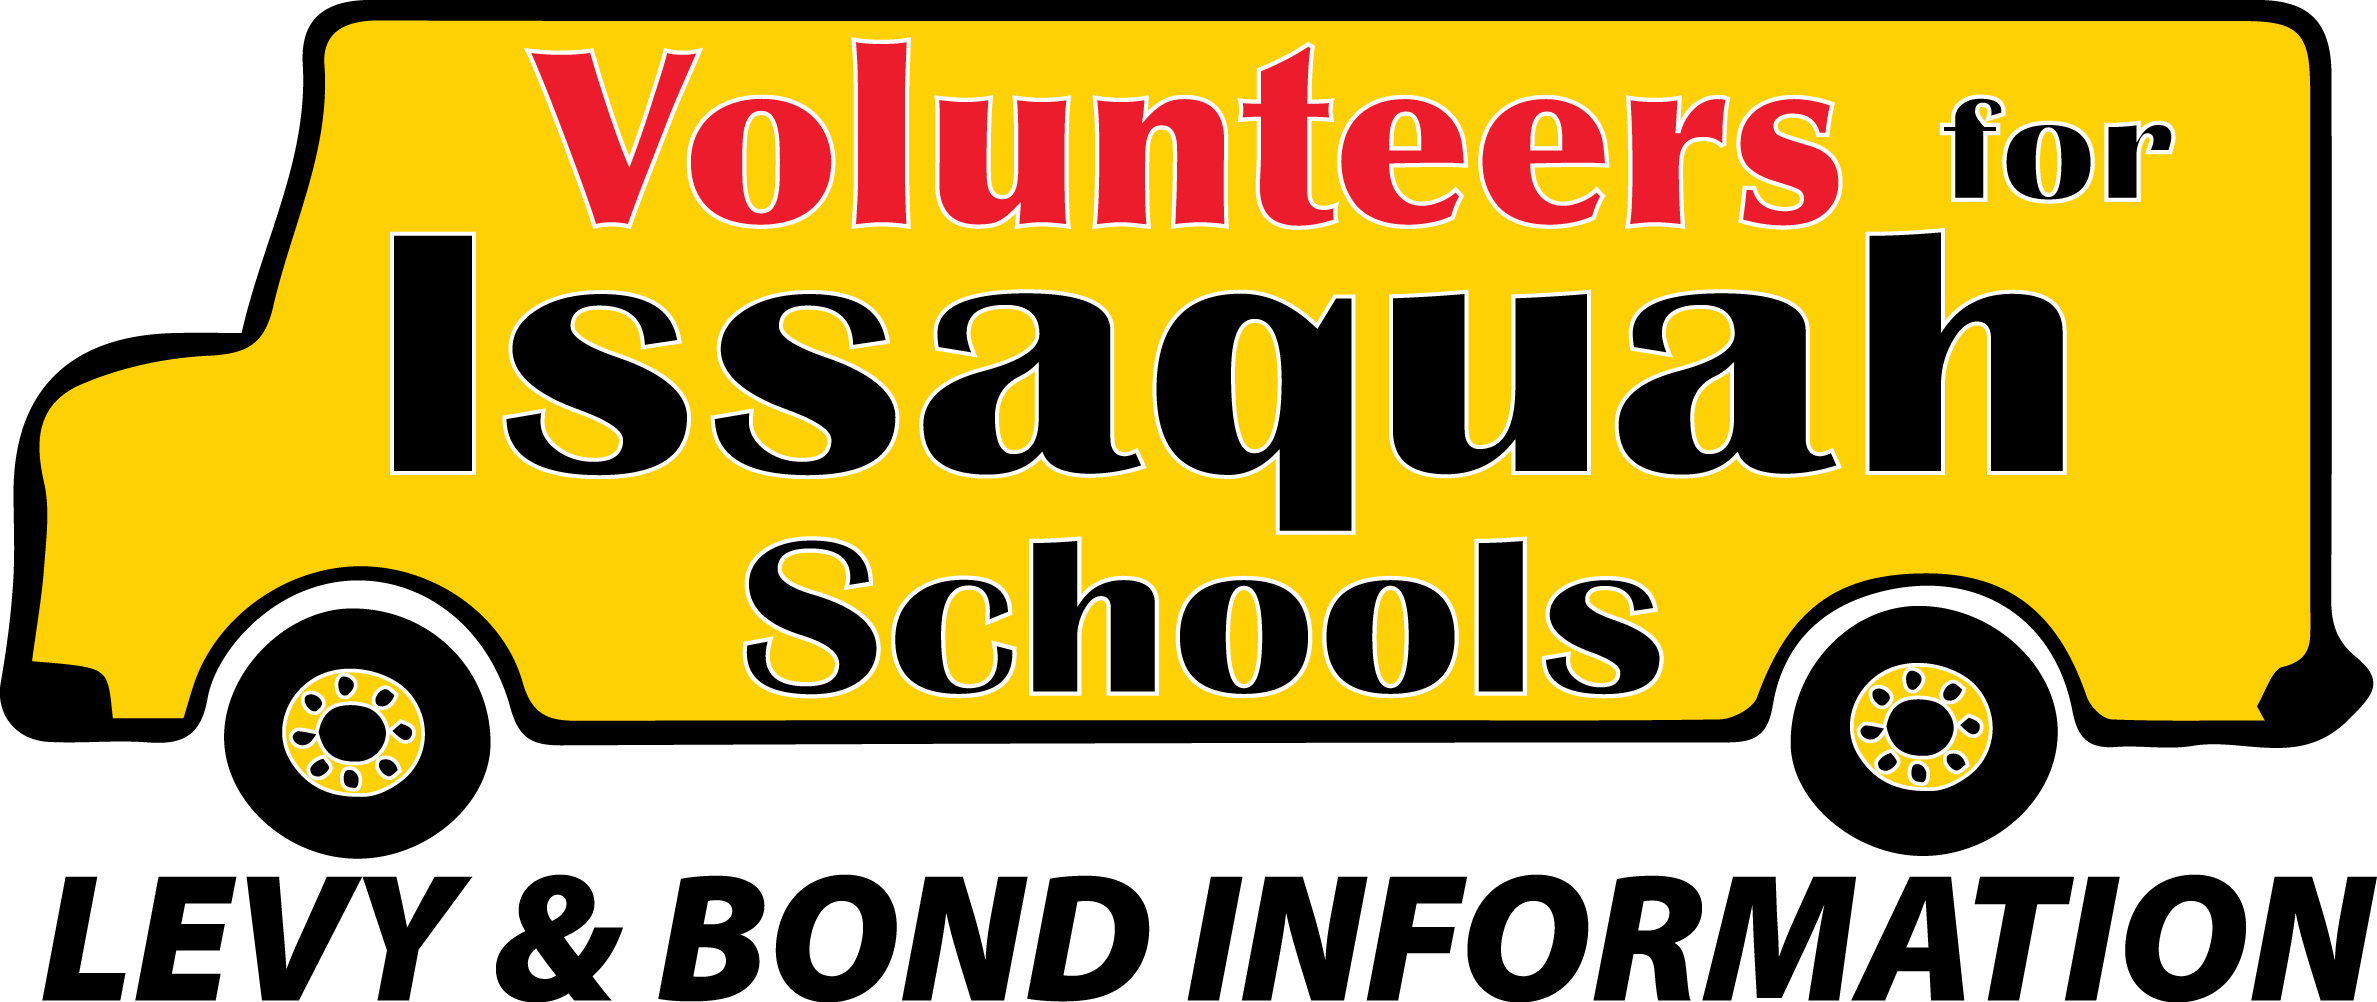 Volunteers for
Issaquah
Schools
LEVY & BOND INFORMATION